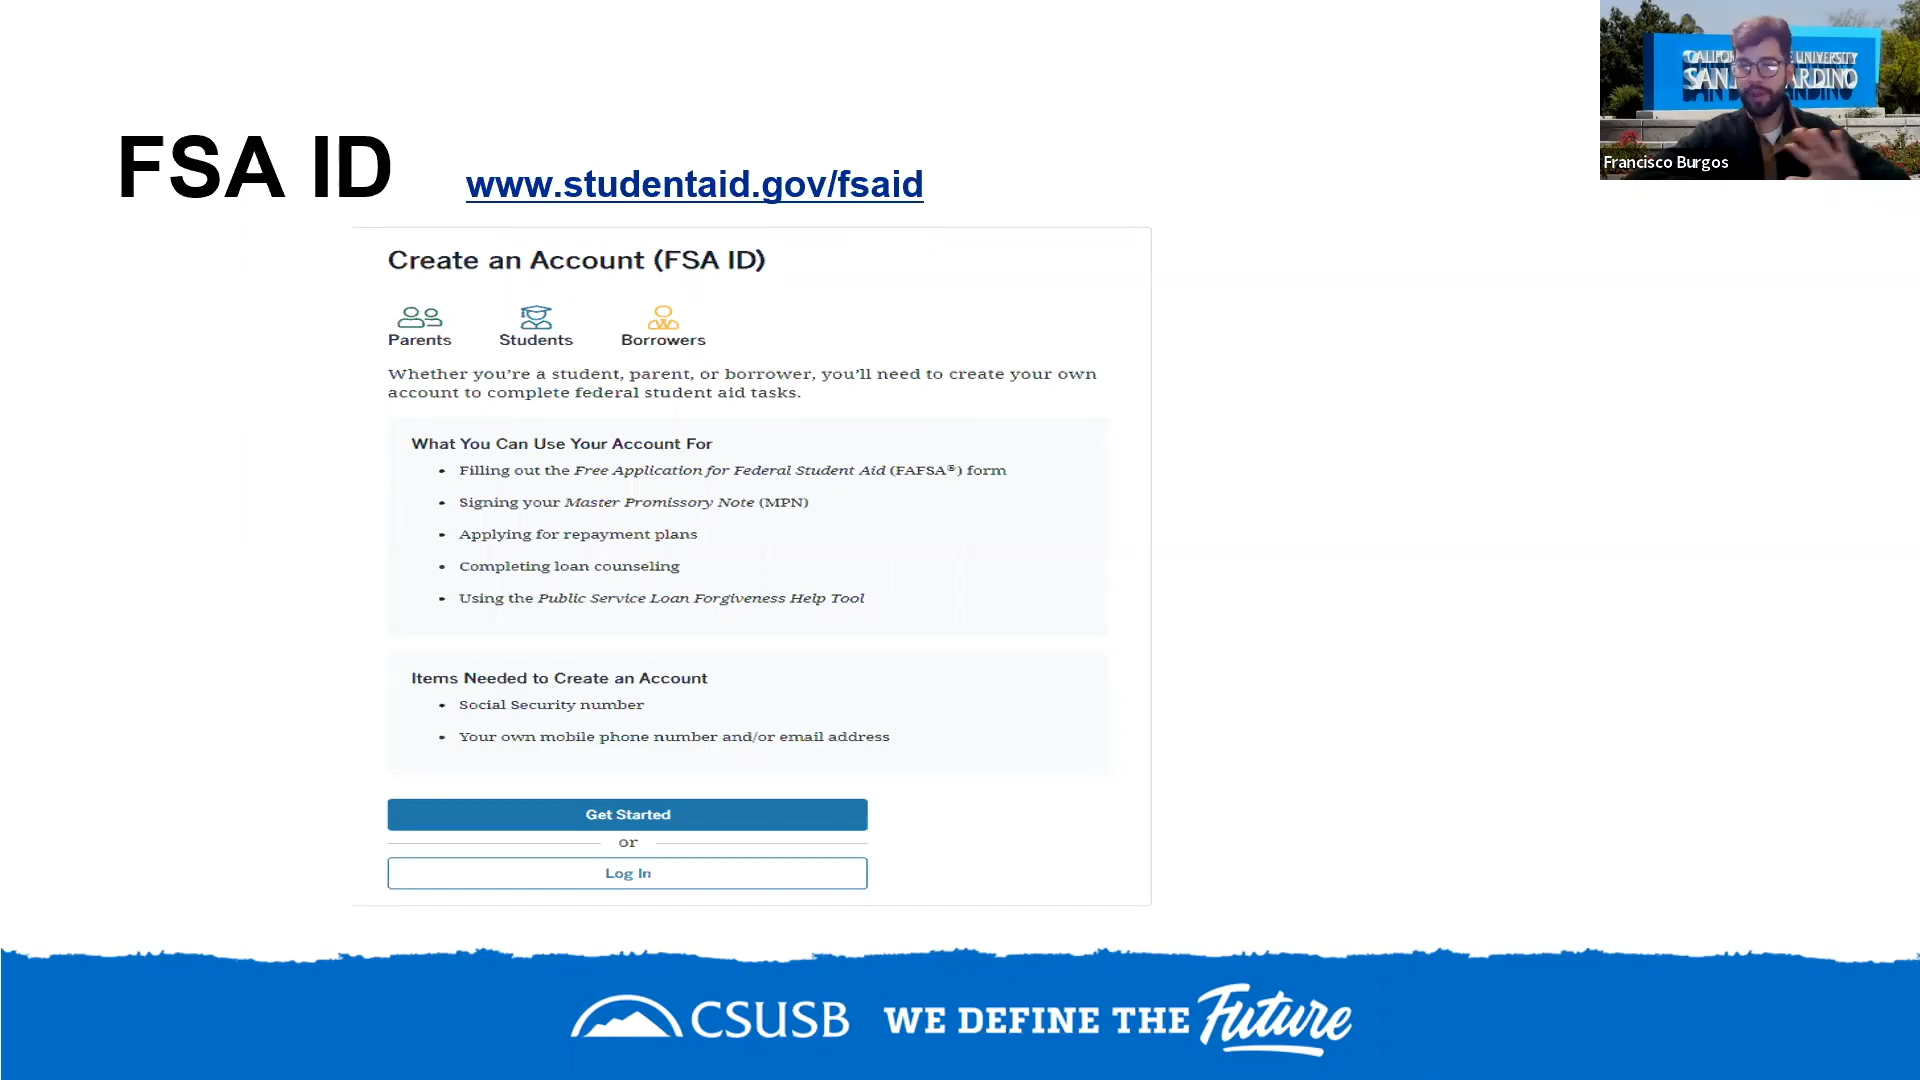 FSA ID
www.studentaid.gov/fsaid
CALIFO UNIVERSITY
SAN ARDINO
Francisco Burgos
Create an Account (FSA ID)
Parents Students Borrowers
Whether you're a student, parent, or borrower, you'll need to create your own
account to complete federal student aid tasks.
What You Can Use Your Account For
• Filling out the Free Application for Federal Student Aid (FAFSA®) form
• Signing your Master Promissory Note (MPN)
• Applying for repayment plans
• Completing loan counseling
• Using the Public Service Loan Forgiveness Help Tool
Items Needed to Create an Account
• Social Security number
• Your own mobile phone number and/or email address
Get Started
or
Log In
CSUSB WE DEFINE THE Future